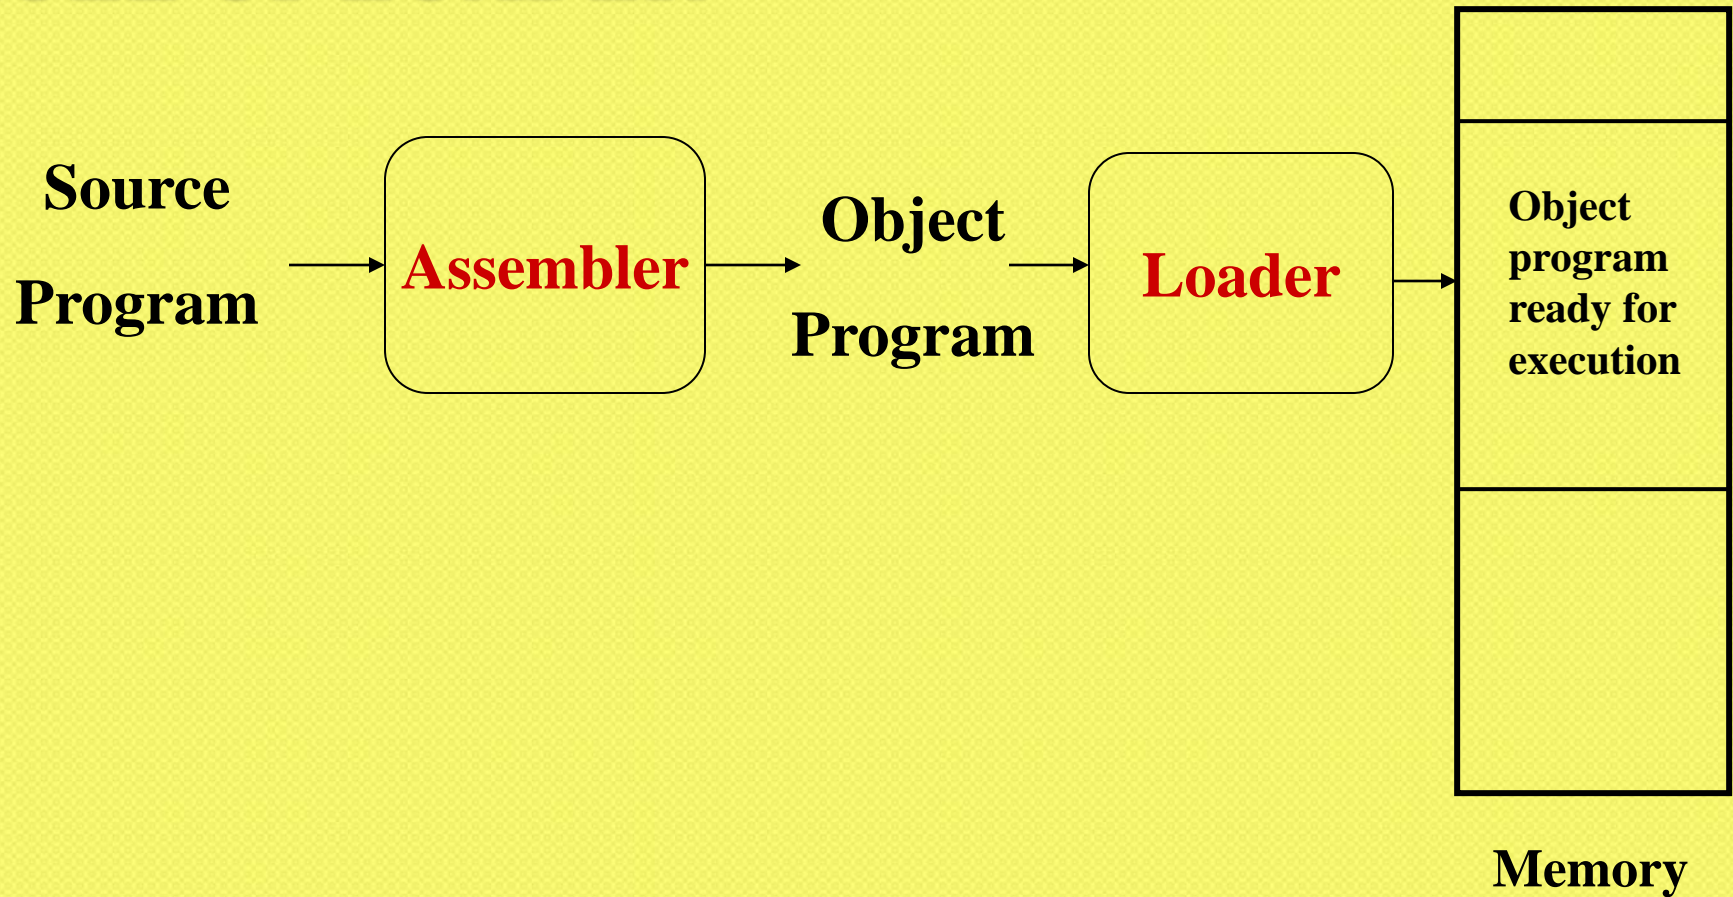 Source
Program
Assembler
Object
Program
Loader
Object
program
ready for
execution
Memory